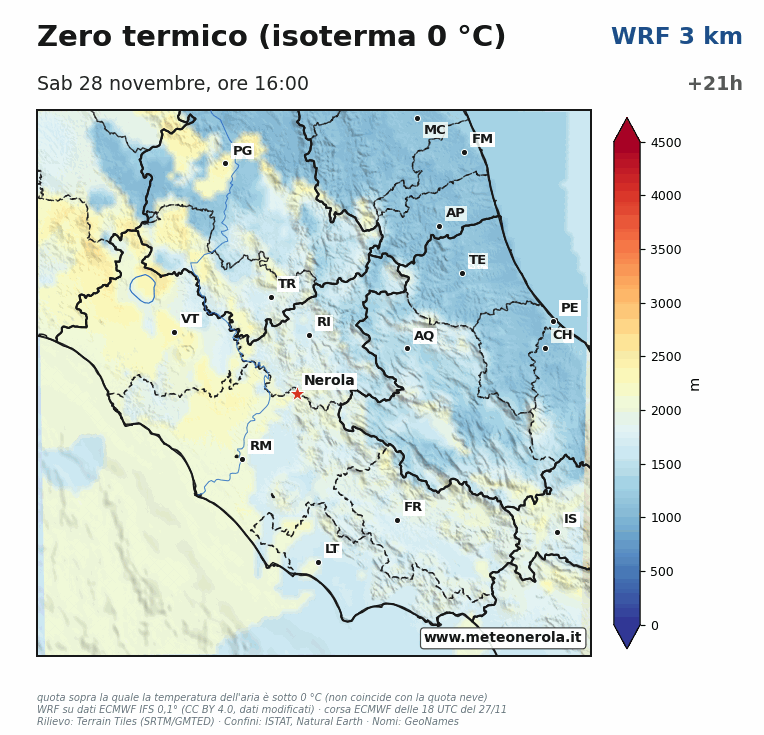 Zero termico (isoterma 0 °C)
WRF 3 km
Sab 28 novembre, ore 16:00
+21h
MC
FM
PG
AP
TE
TR
PE
VT
RI
CH
AQ
Nerola
RM
FR
IS
LT
www.meteonerola.it
4500
4000
3500
3000
2500
2000
1500
1000
500
0
m
quota sopra la quale la temperatura dell'aria è sotto 0 °C (non coincide con la quota neve)
WRF su dati ECMWF IFS 0,1° (CC BY 4.0, dati modificati) · corsa ECMWF delle 18 UTC del 27/11
Rilievo: Terrain Tiles (SRTM/GMTED) · Confini: ISTAT, Natural Earth · Nomi: GeoNames